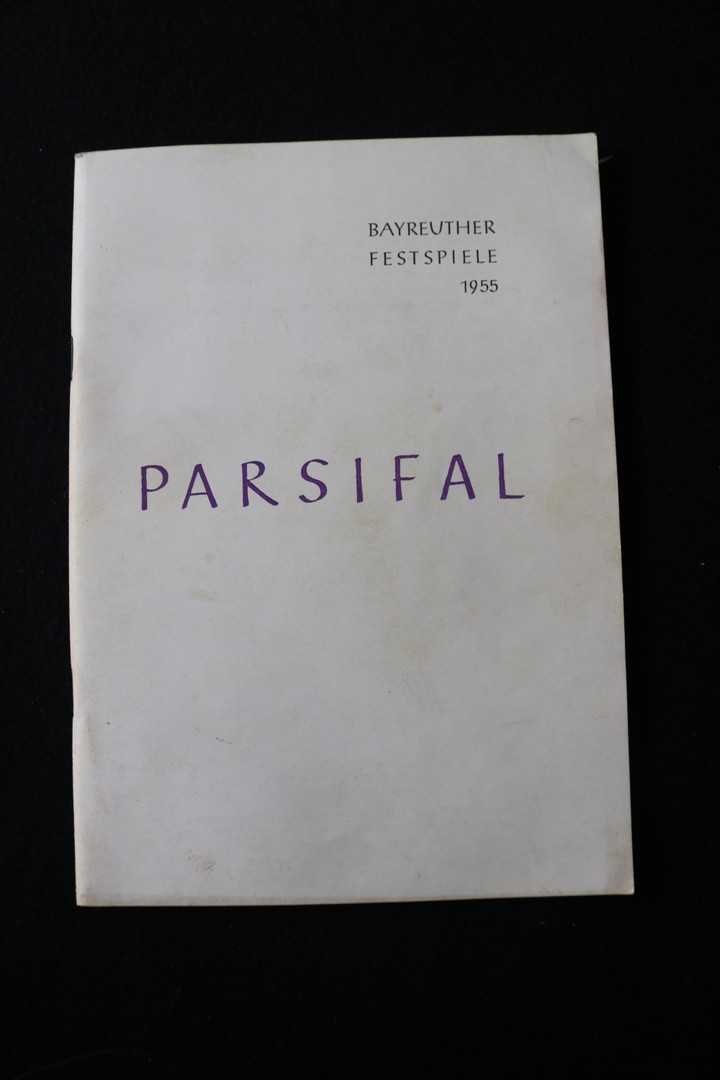 BAYREUTHER
FESTSPIELE
1955
PARSIFAL